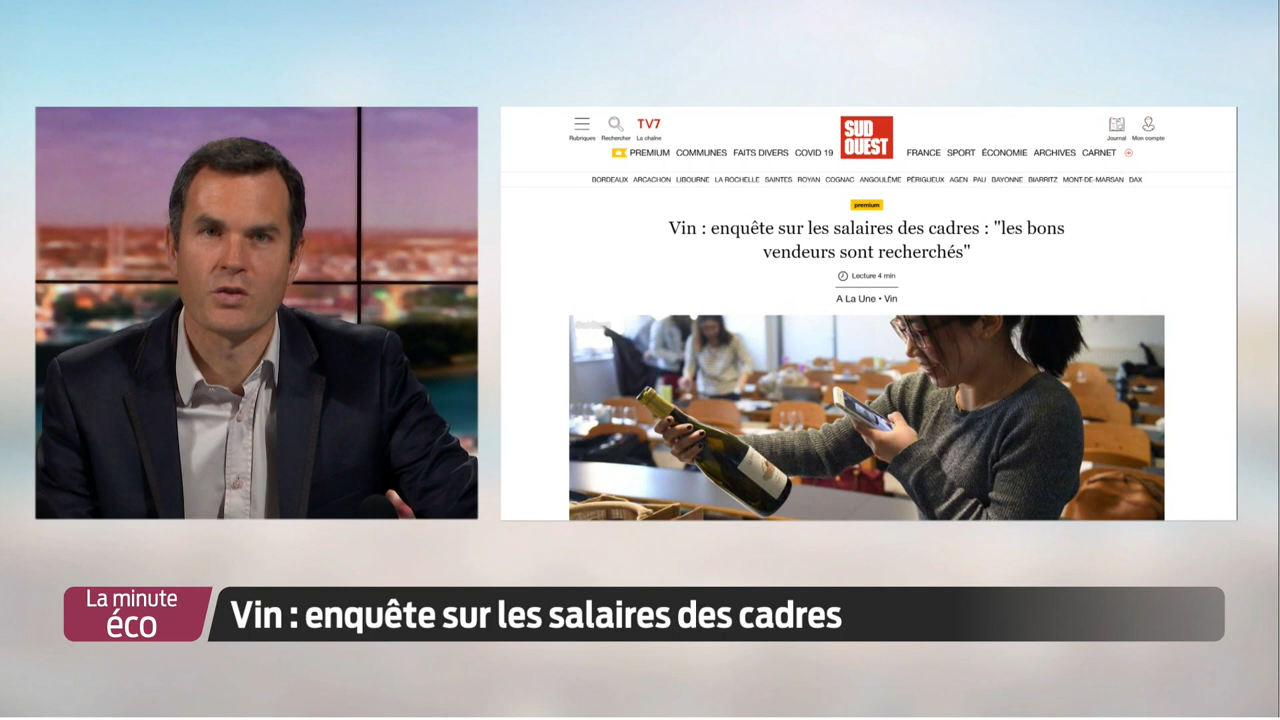 Rubriques
Rechercher
TV7
La chaîne
SUD
OUEST
Journal
Mon compte
PREMIUM COMMUNES FAITS DIVERS COVID 19
FRANCE SPORT ÉCONOMIE ARCHIVES CARNET
BORDEAUX ARCACHON LIBOURNE LA ROCHELLE SAINTES ROYAN COGNAC ANGOULÊME PÉRIGUEUX AGEN PAU BAYONNE BIARRITZ MONT-DE-MARSAN DAX
premium
Vin : enquête sur les salaires des cadres : "les bons
vendeurs sont recherchés"
Lecture 4 min
A La Une • Vin
La minute
éco
Vin : enquête sur les salaires des cadres